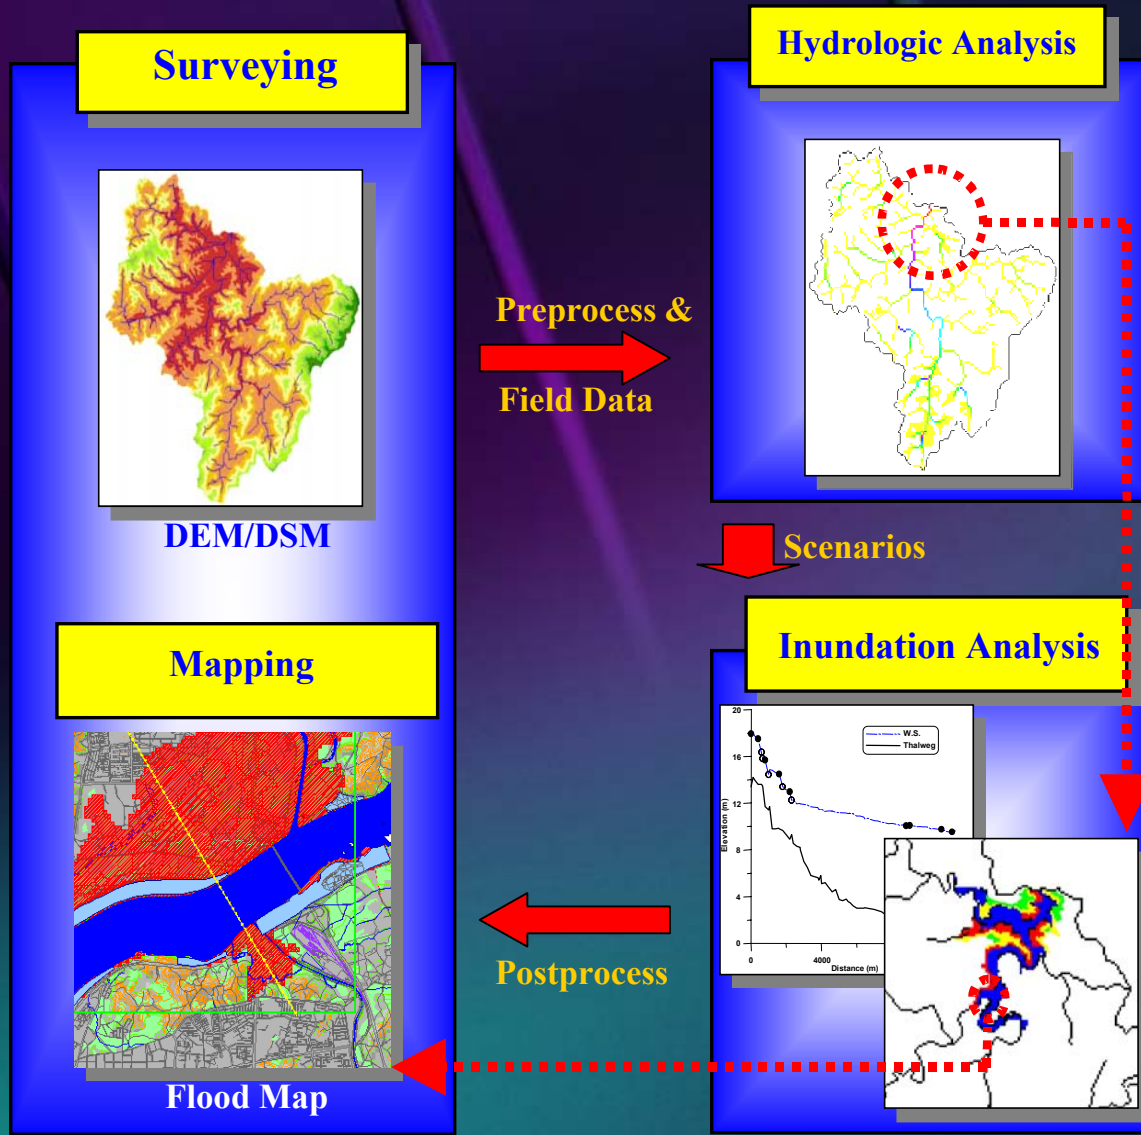 Surveying
DEM/DSM
Preprocess &
Field Data
Hydrologic Analysis
Scenarios
Inundation Analysis
20
16
12
8
4
0
Elevation (m)
W.S.
Thalweg
0
4000
Distance (m)
Postprocess
Mapping
Flood Map